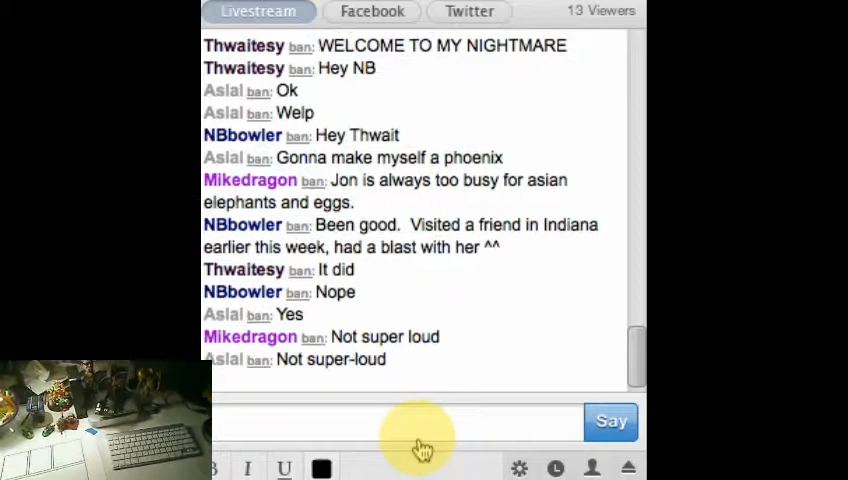 Livestream Facebook Twitter 13 Viewers
Thwaitesy ban: WELCOME TO MY NIGHTMARE
Thwaitesy ban: Hey NB
Aslal ban: Ok
Aslal ban: Welp
NBbowler ban: Hey Thwait
Aslal ban: Gonna make myself a phoenix
Mikedragon ban: Jon is always too busy for asian
elephants and eggs.
NBbowler ban: Been good. Visited a friend in Indiana
earlier this week, had a blast with her ^^
Thwaitesy ban: It did
NBbowler ban: Nope
Aslal ban: Yes
Mikedragon ban: Not super loud
Aslal ban: Not super-loud
Say
B I U